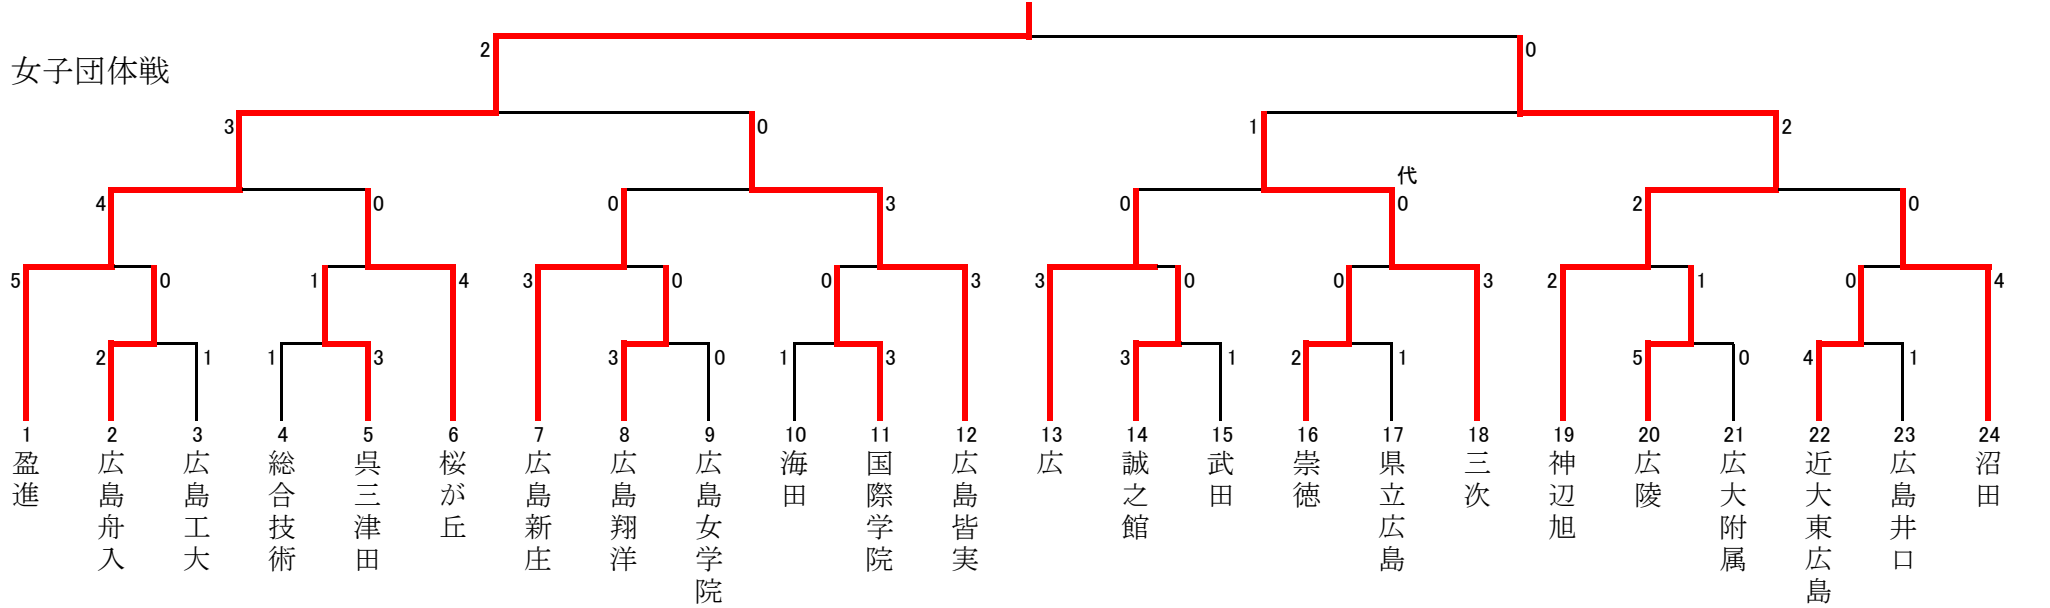 2 0
女子団体戦
3 0 1 2
代
4 0 0 3 0 0 2 0
5 0 1 4 3 0 0 3 3 0 0 3 2 1 0 4
2 1 1 3 3 0 1 3 3 1 2 1 5 0 4 1
1 2 3 4 5 6 7 8 9 10 11 12 13 14 15 16 17 18 19 20 21 22 23 24
盈進
広島舟入
広島工大
総合技術
呉三津田
桜が丘
広島新庄
広島翔洋
広島女学院
海田
国際学院
広島皆実
広
誠之館
武田
崇徳
県立広島
三次
神辺旭
広陵
広大附属
近大東広島
広島井口
沼田